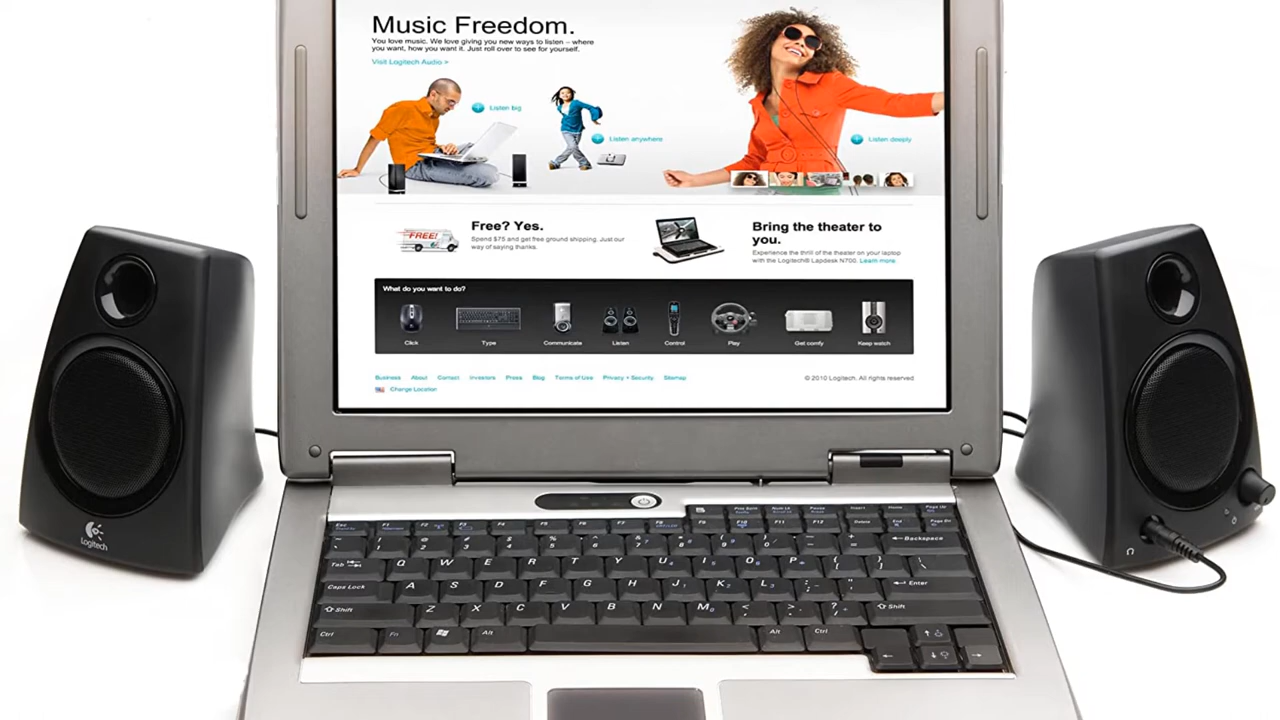 Music Freedom.
You love music. We love giving you new ways to listen – where
you want, how you want it. Just roll over to see for yourself.
Visit Logitech Audio >
Listen big
Listen anywhere
Listen deeply
FREE!
Free? Yes.
Spend $75 and get free ground shipping. Just our
way of saying thanks.
Bring the theater to
you.
Experience the thrill of the theater on your laptop
with the Logitech® Lapdesk N700. Learn more
What do you want to do?
Click Type Communicate Listen Control Play Get comfy Keep watch
Business About Contact Investors Press Blog Terms of Use Privacy + Security Sitemap
© 2010 Logitech. All rights reserved
Change Location
Logitech
Esc F1 F2 F3 F4 F5 F6 F7 F8 F9 F10 F11 F12 Insert Home Page Up
Delete End Page Dn
Backspace
Tab Q W E R T Y U I O P { [ } ]
Caps Lock A S D F G H J K L Enter
Shift Z X C V B N M < > ? Shift
Ctrl Fn Alt Alt Ctrl